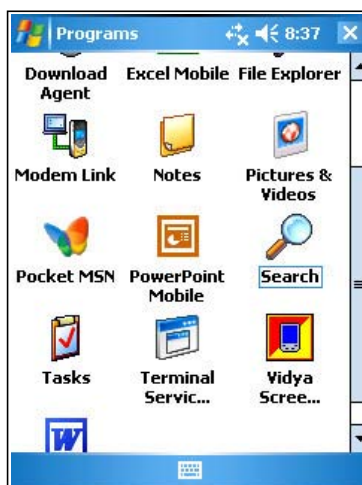 Programs 8:37
Download Agent Excel Mobile File Explorer
Modem Link Notes Pictures & Videos
Pocket MSN PowerPoint Mobile Search
Tasks Terminal Servic... Vidya Scree...
W